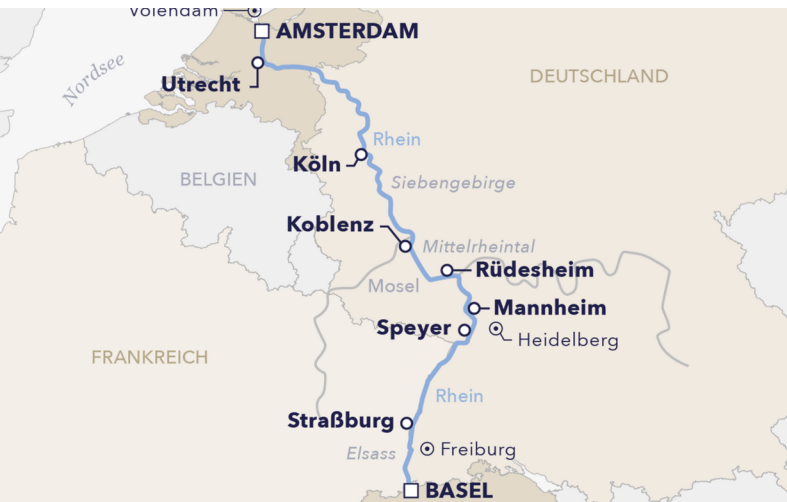 Volendam
AMSTERDAM
Nordsee
Utrecht
DEUTSCHLAND
Rhein
Köln
BELGIEN
Siebengebirge
Koblenz
Mittelrheintal
Rüdesheim
Mosel
Mannheim
Speyer
Heidelberg
FRANKREICH
Rhein
Straßburg
Elsass
Freiburg
BASEL